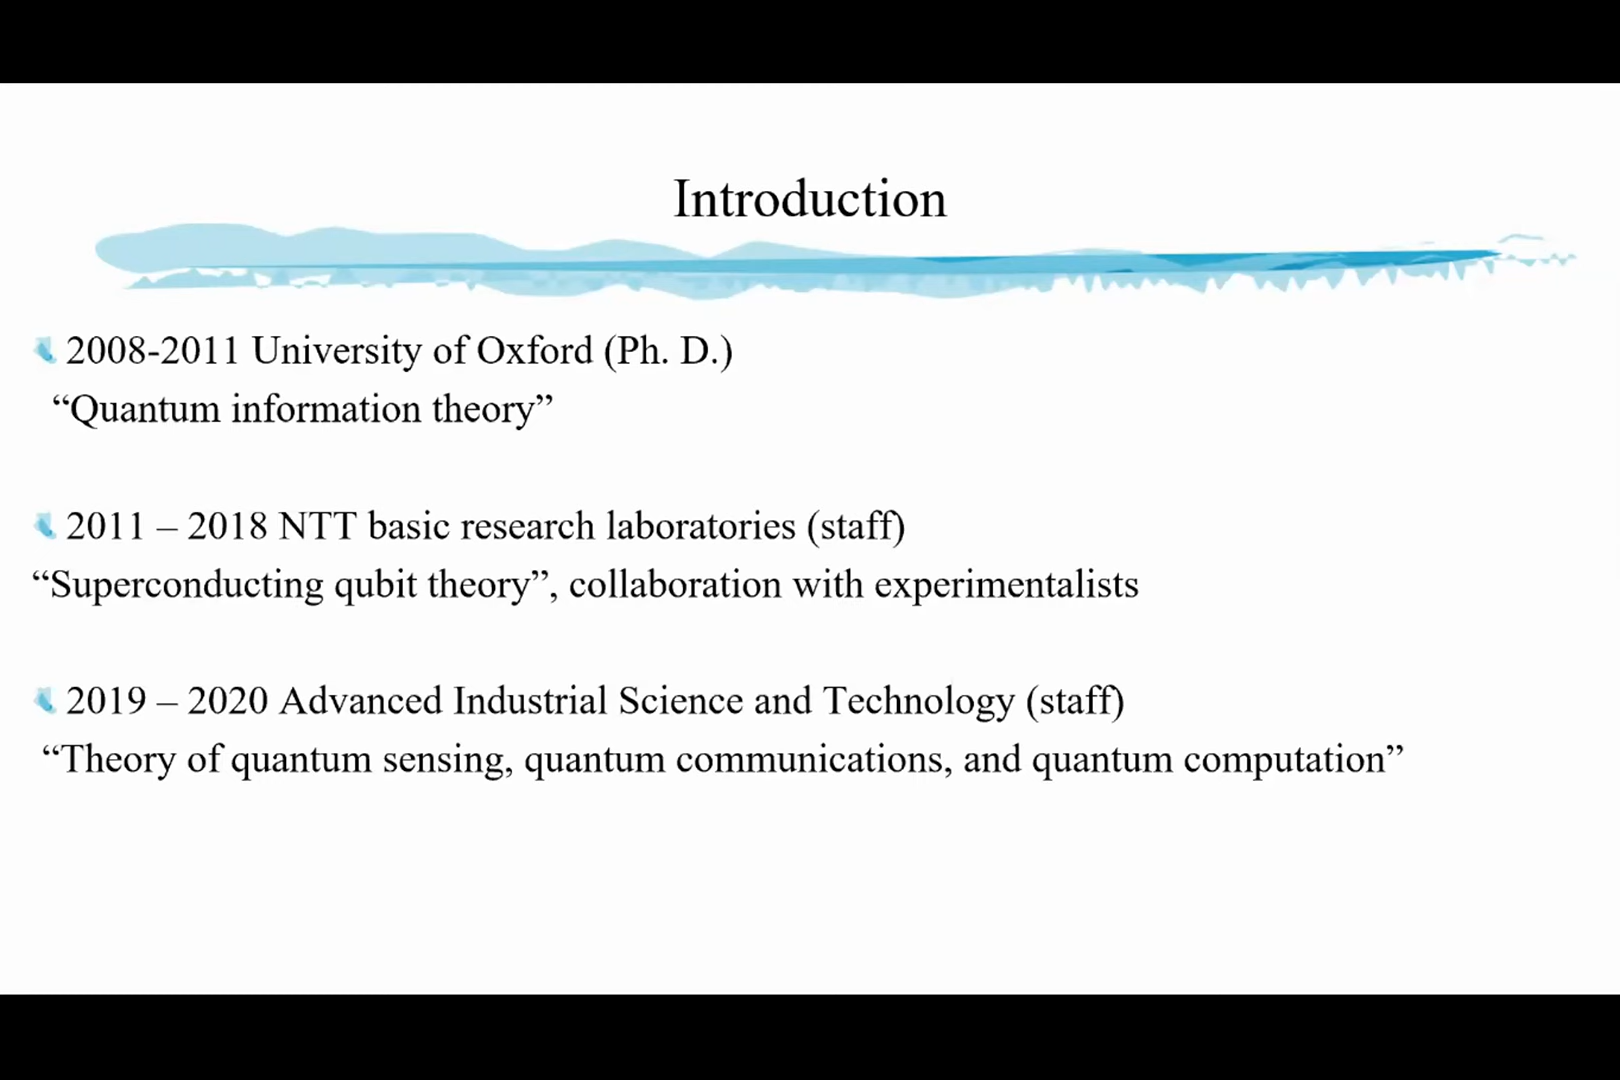 Introduction
2008-2011 University of Oxford (Ph. D.)
“Quantum information theory”
2011 – 2018 NTT basic research laboratories (staff)
“Superconducting qubit theory”, collaboration with experimentalists
2019 – 2020 Advanced Industrial Science and Technology (staff)
“Theory of quantum sensing, quantum communications, and quantum computation”